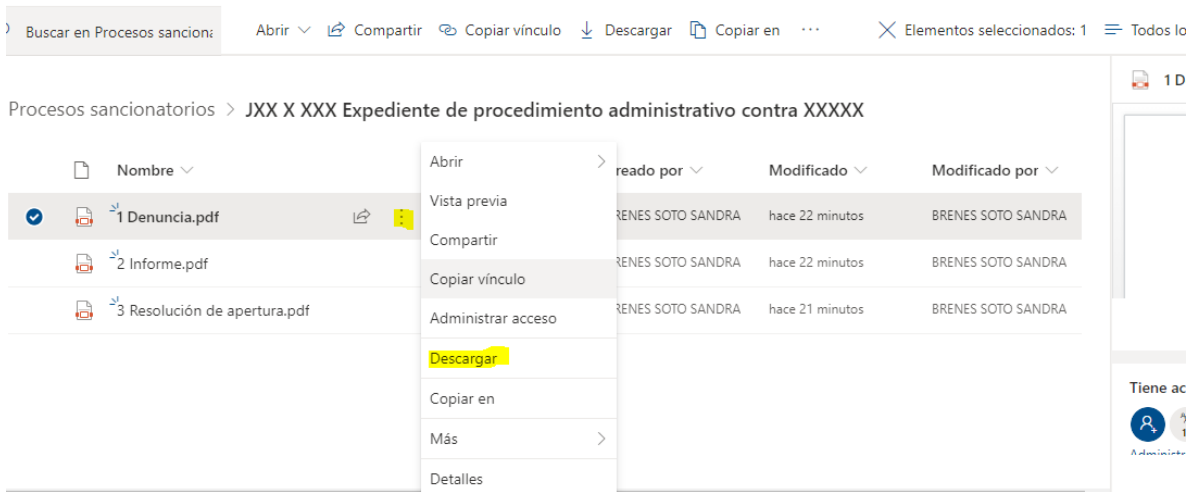 Buscar en Procesos sanciona
Abrir Compartir Copiar vínculo Descargar Copiar en ... Elementos seleccionados: 1 Todos lo
1 D
Procesos sancionatorios > JXX X XXX Expediente de procedimiento administrativo contra XXXXX
Nombre reado por Modificado Modificado por
1 Denuncia.pdf RENES SOTO SANDRA hace 22 minutos BRENES SOTO SANDRA
2 Informe.pdf RENES SOTO SANDRA hace 22 minutos BRENES SOTO SANDRA
3 Resolución de apertura.pdf RENES SOTO SANDRA hace 21 minutos BRENES SOTO SANDRA
Abrir
Vista previa
Compartir
Copiar vínculo
Administrar acceso
Descargar
Copiar en
Más
Detalles
Tiene ac